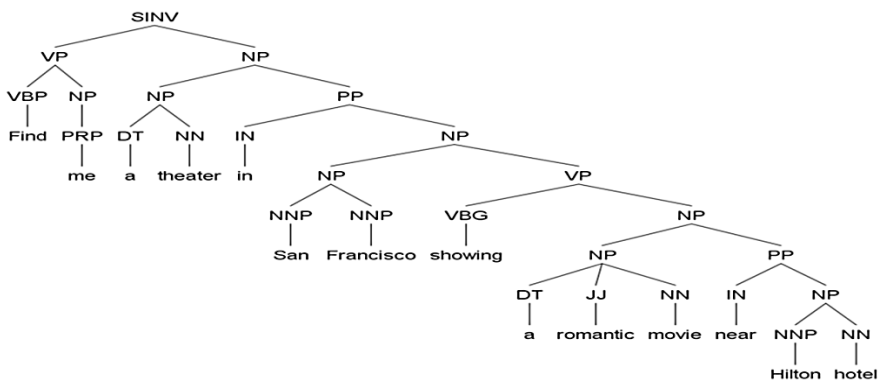 SINV
VP NP
VBP NP NP PP
Find PRP DT NN IN NP
me a theater in NP VP
NNP NNP VBG NP
San Francisco showing NP PP
DT JJ NN IN NP
a romantic movie near NNP NN
Hilton hotel